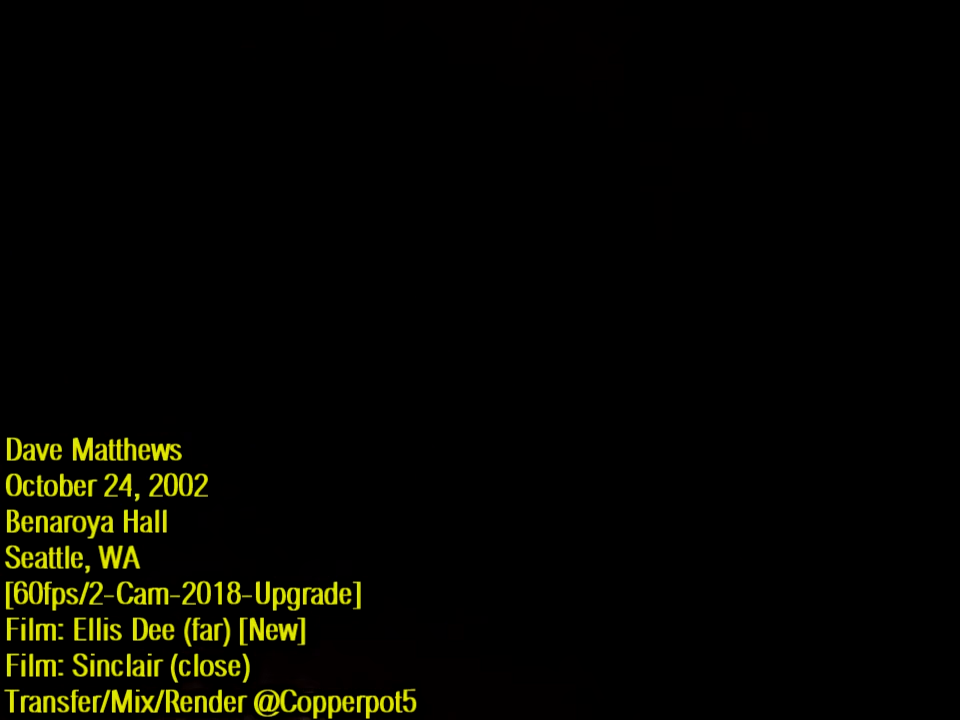 Dave Matthews
October 24, 2002
Benaroya Hall
Seattle, WA
[60fps/2-Cam-2018-Upgrade]
Film: Ellis Dee (far) [New]
Film: Sinclair (close)
Transfer/Mix/Render @Copperpot5